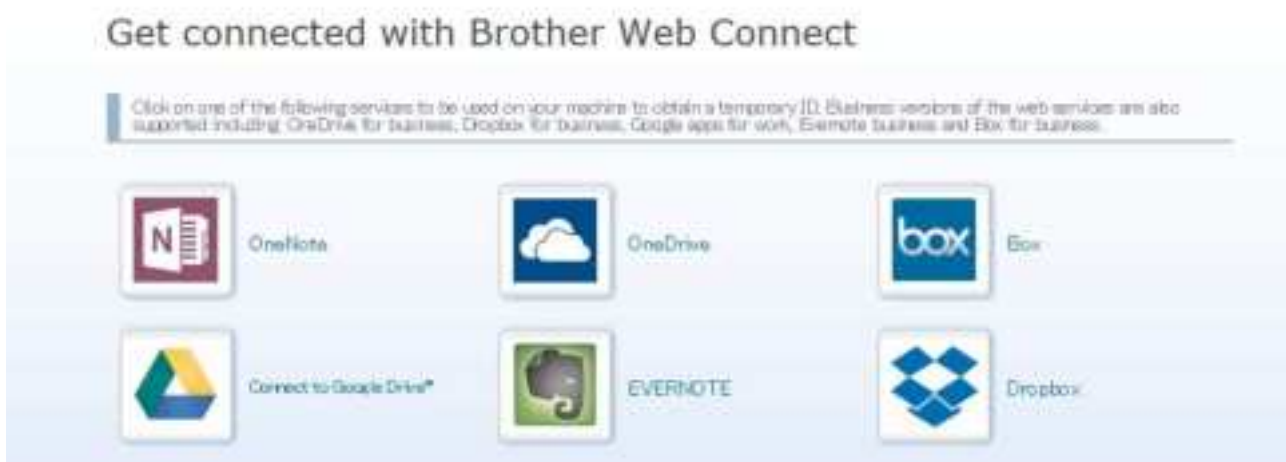 Get connected with Brother Web Connect
Click on one of the following services to be used on your machine to obtain a temporary ID. Business versions of the web services are also
supported including: OneDrive for business, Dropbox for business, Google apps for work, Evernote business and Box for business.
N
OneNote
OneDrive
box
Box
Connect to Google Drive™
EVERNOTE
Dropbox